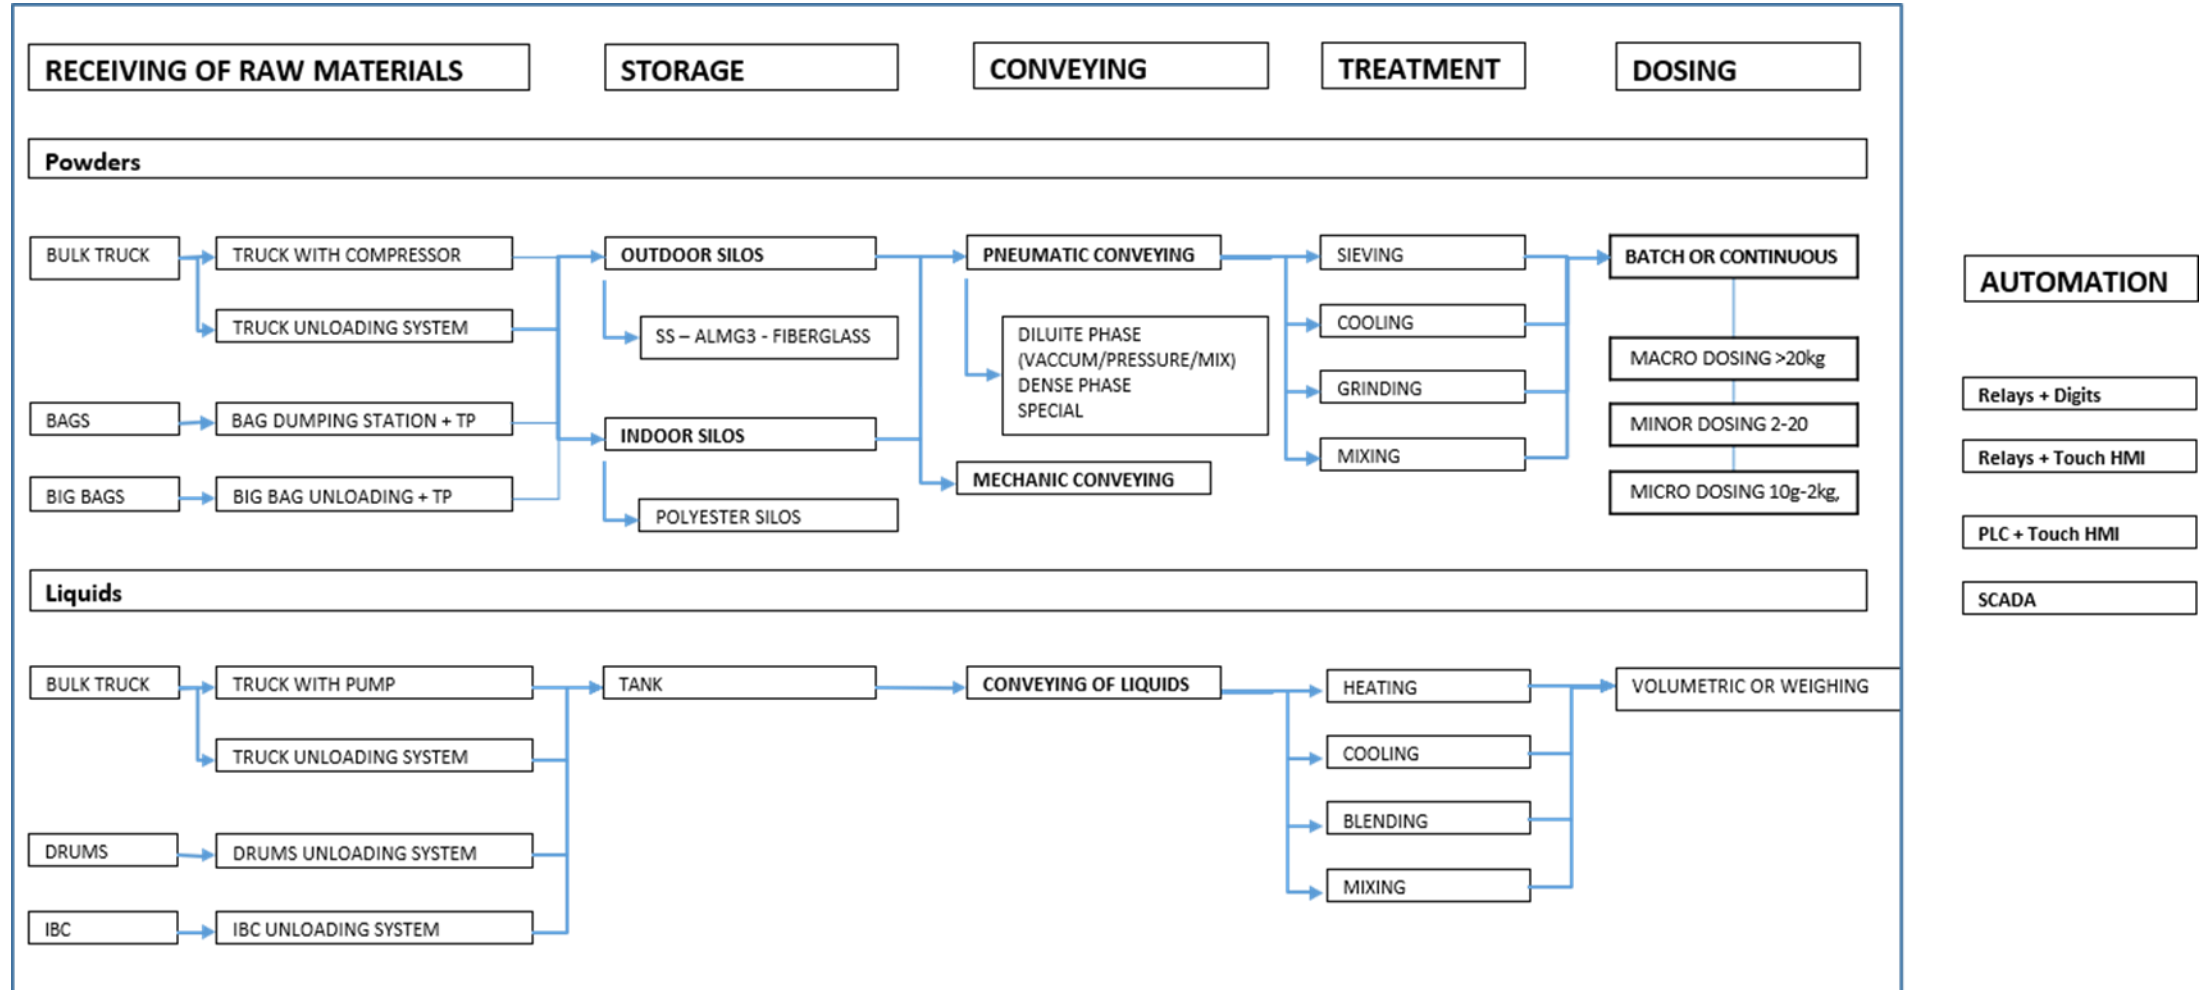 RECEIVING OF RAW MATERIALS
STORAGE
CONVEYING
TREATMENT
DOSING
Powders
BULK TRUCK
TRUCK WITH COMPRESSOR
OUTDOOR SILOS
PNEUMATIC CONVEYING
SIEVING
BATCH OR CONTINUOUS
TRUCK UNLOADING SYSTEM
SS – ALMG3 - FIBERGLASS
DILUITE PHASE
(VACCUM/PRESSURE/MIX)
DENSE PHASE
SPECIAL
COOLING
MACRO DOSING >20kg
GRINDING
BAGS
BAG DUMPING STATION + TP
INDOOR SILOS
MINOR DOSING 2-20
MIXING
MECHANIC CONVEYING
BIG BAGS
BIG BAG UNLOADING + TP
POLYESTER SILOS
MICRO DOSING 10g-2kg,
Liquids
BULK TRUCK
TRUCK WITH PUMP
TANK
CONVEYING OF LIQUIDS
HEATING
VOLUMETRIC OR WEIGHING
TRUCK UNLOADING SYSTEM
COOLING
BLENDING
DRUMS
DRUMS UNLOADING SYSTEM
MIXING
IBC
IBC UNLOADING SYSTEM
AUTOMATION
Relays + Digits
Relays + Touch HMI
PLC + Touch HMI
SCADA